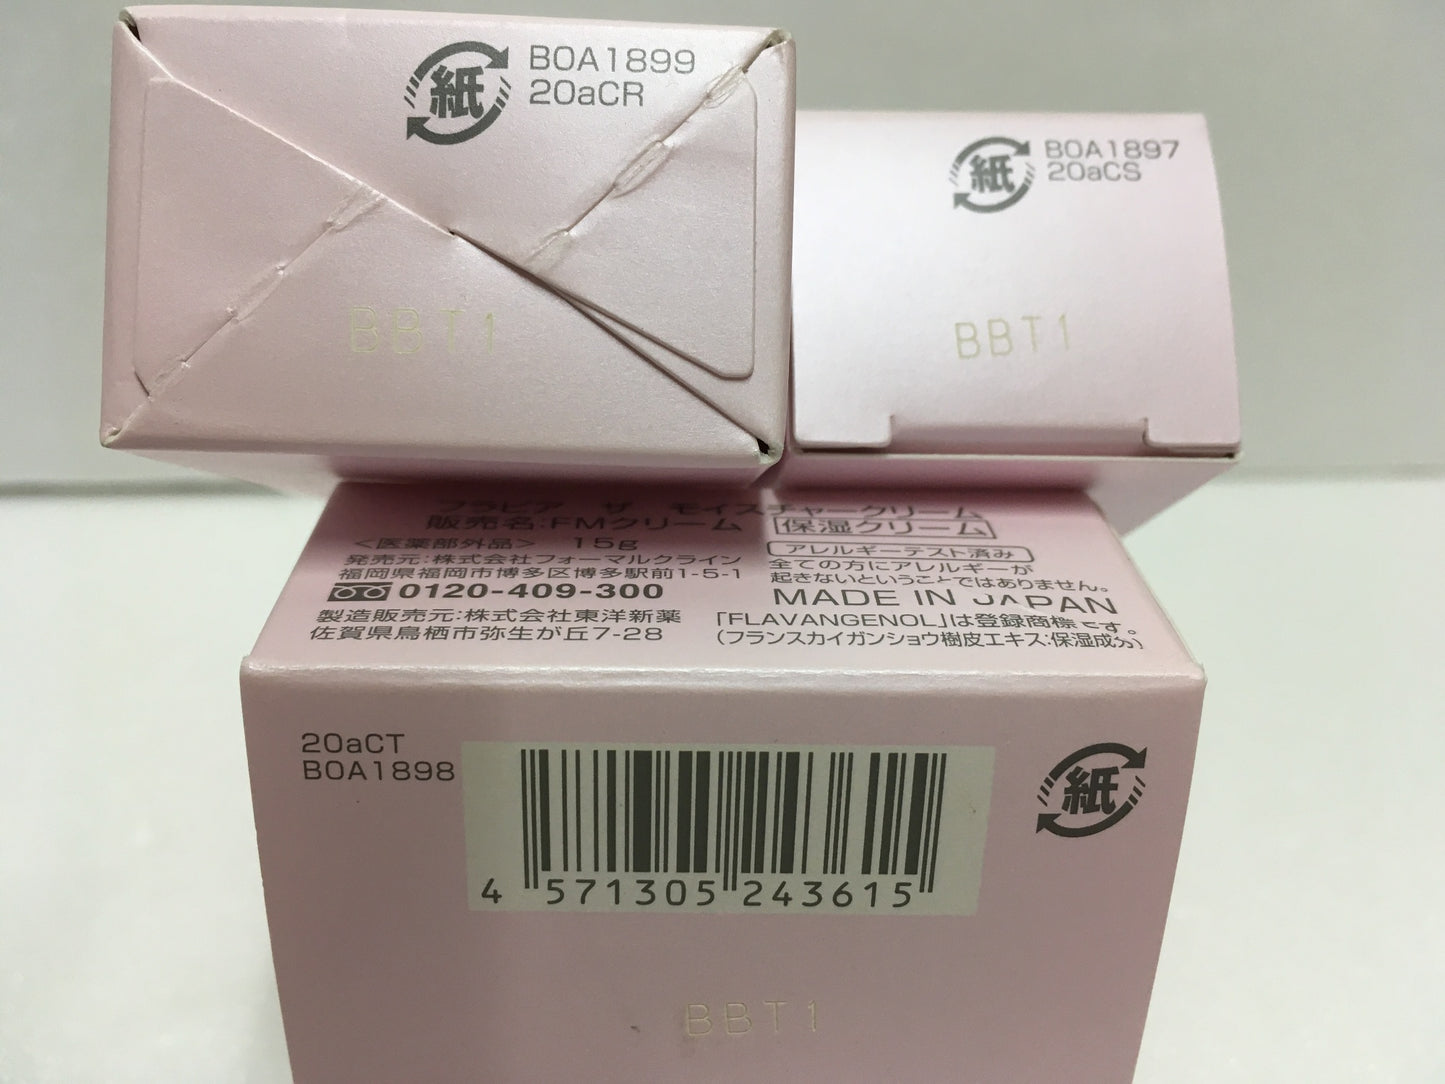 紙
BOA1899
20aCR
BBT1
紙
BOA1897
20aCS
BBT1
フラビア ザ モイスチャークリーム
販売名:FMクリーム 保湿クリーム
<医薬部外品> 15g
発売元:株式会社フォーマルクライン
福岡県福岡市博多区博多駅前1-5-1
0120-409-300
製造販売元:株式会社東洋新薬
佐賀県鳥栖市弥生が丘7-28
アレルギーテスト済み
全ての方にアレルギーが
起きないということではありません。
MADE IN JAPAN
「FLAVANGENOL」は登録商標です。
(フランスカイガンショウ樹皮エキス:保湿成分)
20aCT
BOA1898
4 571305 243615
紙
BBT1